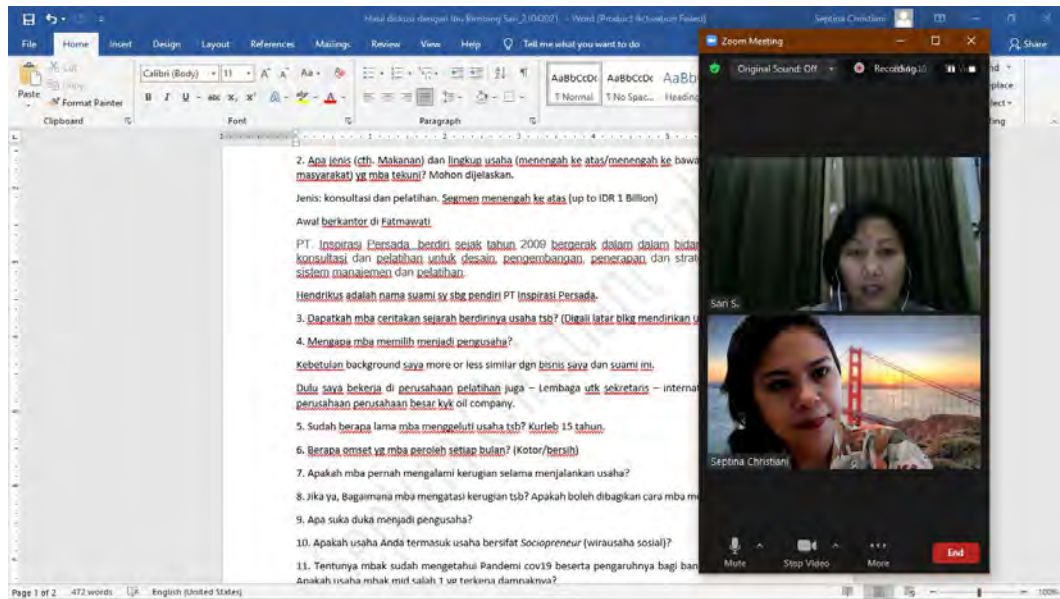 Hasil diskusi dengan Ibu Bintang Sari_21042021 - Word (Product Activation Failed)
Septina Christiani
File Home Insert Design Layout References Mailings Review View Help Tell me what you want to do
Share
Paste
Cut
Copy
Format Painter
Clipboard
Calibri (Body) 11
Font
Paragraph
AaBbCcDc AaBbCcDc AaBb
¶ Normal ¶ No Spac... Heading
2. Apa jenis (cth. Makanan) dan lingkup usaha (menengah ke atas/menengah ke bawa
masyarakat) yg mba tekuni? Mohon dijelaskan.
Jenis: konsultasi dan pelatihan. Segmen menengah ke atas (up to IDR 1 Billion)
Awal berkantor di Fatmawati
PT. Inspirasi Persada berdiri sejak tahun 2009 bergerak dalam dalam bidan
konsultasi dan pelatihan untuk desain, pengembangan, penerapan dan strat
sistem manajemen dan pelatihan.
Hendrikus adalah nama suami sy sbg pendiri PT Inspirasi Persada.
3. Dapatkah mba ceritakan sejarah berdirinya usaha tsb? (Digali latar blkg mendirikan u
4. Mengapa mba memilih menjadi pengusaha?
Kebetulan background saya more or less similar dgn bisnis saya dan suami ini.
Dulu saya bekerja di perusahaan pelatihan juga – Lembaga utk sekretaris – internat
perusahaan perusahaan besar kyk oil company.
5. Sudah berapa lama mba menggeluti usaha tsb? Kurleb 15 tahun.
6. Berapa omset yg mba peroleh setiap bulan? (Kotor/bersih)
7. Apakah mba pernah mengalami kerugian selama menjalankan usaha?
8. Jika ya, Bagaimana mba mengatasi kerugian tsb? Apakah boleh dibagikan cara mba me
9. Apa suka duka menjadi pengusaha?
10. Apakah usaha Anda termasuk usaha bersifat Sociopreneur (wirausaha sosial)?
11. Tentunya mbak sudah mengetahui Pandemi cov19 beserta pengaruhnya bagi ban
Apakah usaha mbak mjd salah 1 yg terkena dampaknya?
Page 1 of 2 472 words English (United States)
100%
Zoom Meeting
Original Sound: Off
Sari S.
Septina Christiani
Mute Stop Video More End